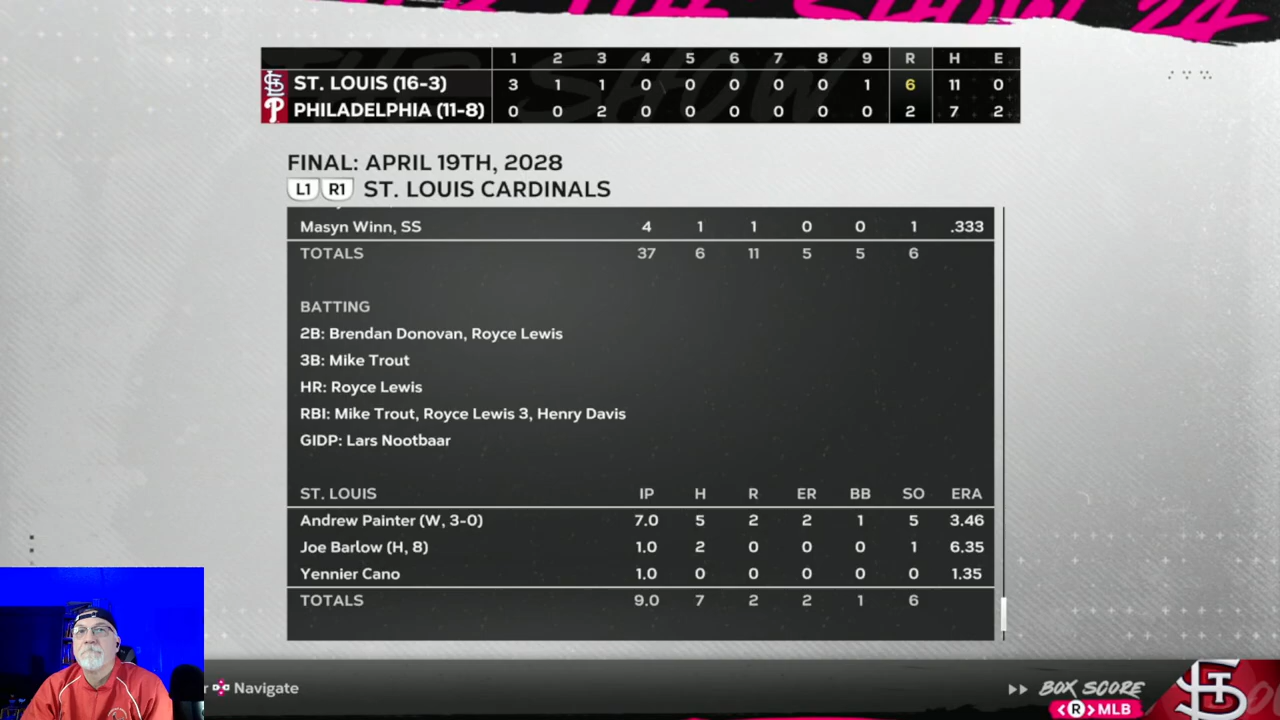 THE SHOW 24
1 2 3 4 5 6 7 8 9 R H E
ST. LOUIS (16-3) 3 1 1 0 0 0 0 0 1 6 11 0
PHILADELPHIA (11-8) 0 0 2 0 0 0 0 0 0 2 7 2
FINAL: APRIL 19TH, 2028
L1 R1 ST. LOUIS CARDINALS
Masyn Winn, SS 4 1 1 0 0 1 .333
TOTALS 37 6 11 5 5 6
BATTING
2B: Brendan Donovan, Royce Lewis
3B: Mike Trout
HR: Royce Lewis
RBI: Mike Trout, Royce Lewis 3, Henry Davis
GIDP: Lars Nootbaar
ST. LOUIS IP H R ER BB SO ERA
Andrew Painter (W, 3-0) 7.0 5 2 2 1 5 3.46
Joe Barlow (H, 8) 1.0 2 0 0 0 1 6.35
Yennier Cano 1.0 0 0 0 0 0 1.35
TOTALS 9.0 7 2 2 1 6
Navigate
BOX SCORE
R MLB